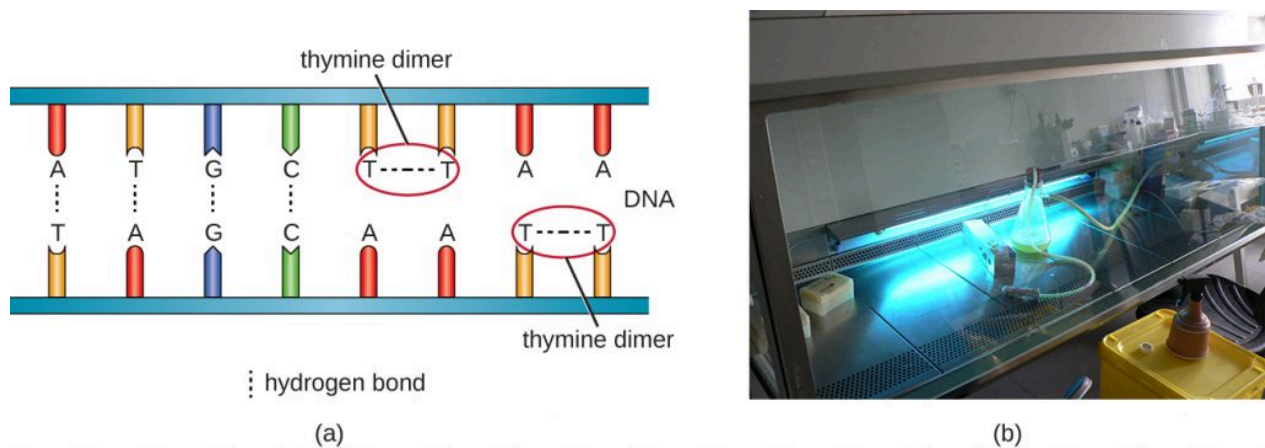 thymine dimer
A T G C T T A A
DNA
T A G C A A T T
thymine dimer
hydrogen bond
(a) (b)